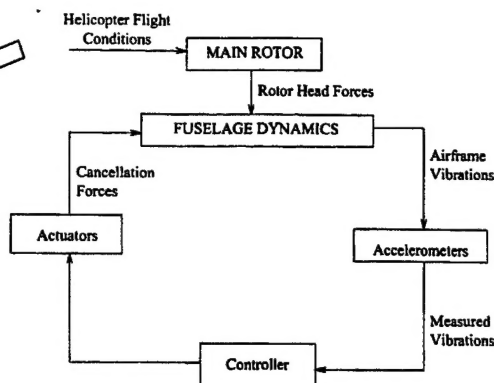 Helicopter Flight
Conditions
MAIN ROTOR
Rotor Head Forces
FUSELAGE DYNAMICS
Cancellation
Forces
Airframe
Vibrations
Actuators
Accelerometers
Measured
Vibrations
Controller